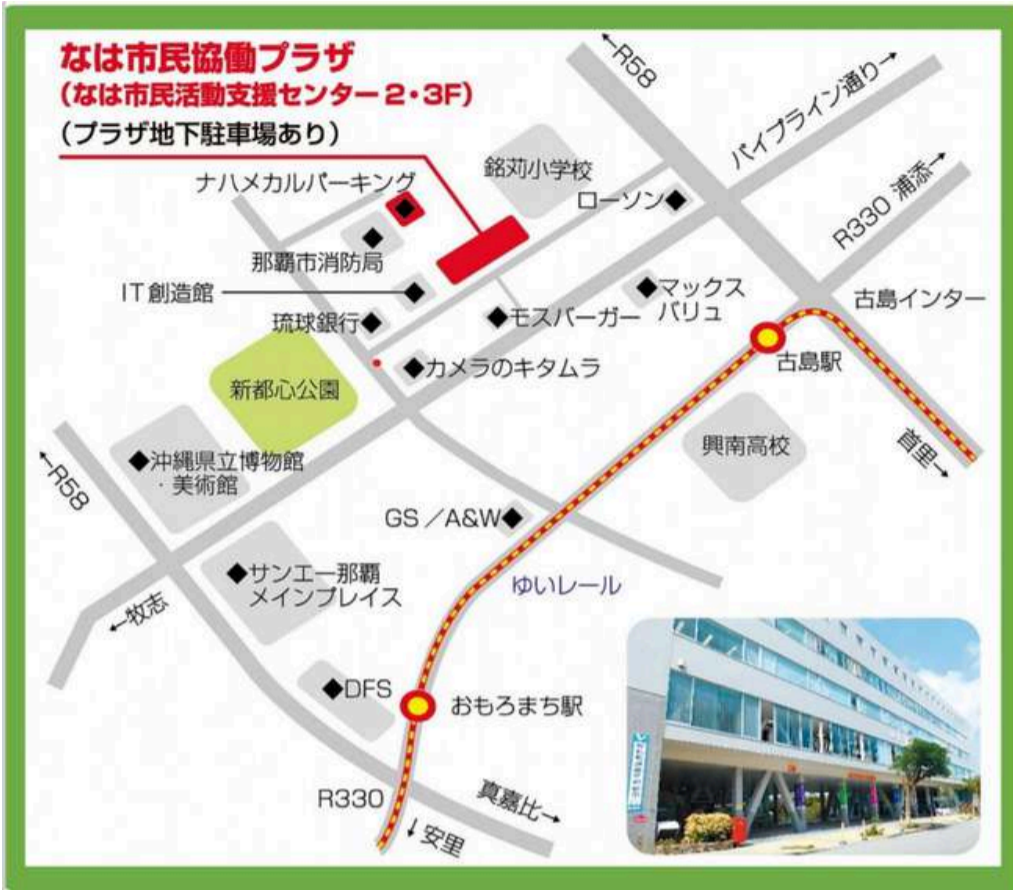 なは市民協働プラザ
(なは市民活動支援センター2・3F)
(プラザ地下駐車場あり)
←R58
パイプライン通り→
銘苅小学校
ナハメカルパーキング
ローソン
R330 浦添→
那覇市消防局
IT創造館
マックス
バリュ
古島インター
琉球銀行
モスバーガー
古島駅
カメラのキタムラ
新都心公園
興南高校
首里→
沖縄県立博物館
・美術館
←R58
GS/A&W
サンエー那覇
メインプレイス
ゆいレール
←牧志
DFS
おもろまち駅
R330
真嘉比→
↓安里